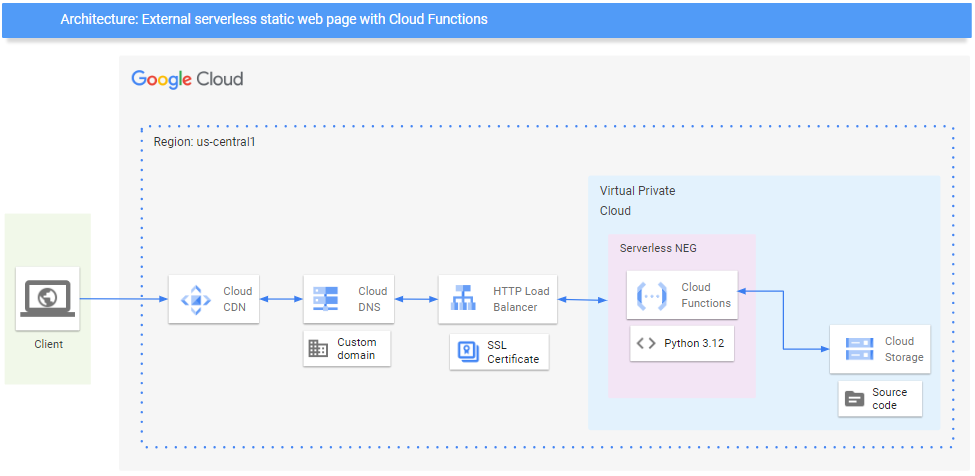 Architecture: External serverless static web page with Cloud Functions
Google Cloud
Region: us-central1
Virtual Private
Cloud
Serverless NEG
Client
Cloud
CDN
Cloud
DNS
Custom
domain
HTTP Load
Balancer
SSL
Certificate
Cloud
Functions
Python 3.12
Cloud
Storage
Source
code